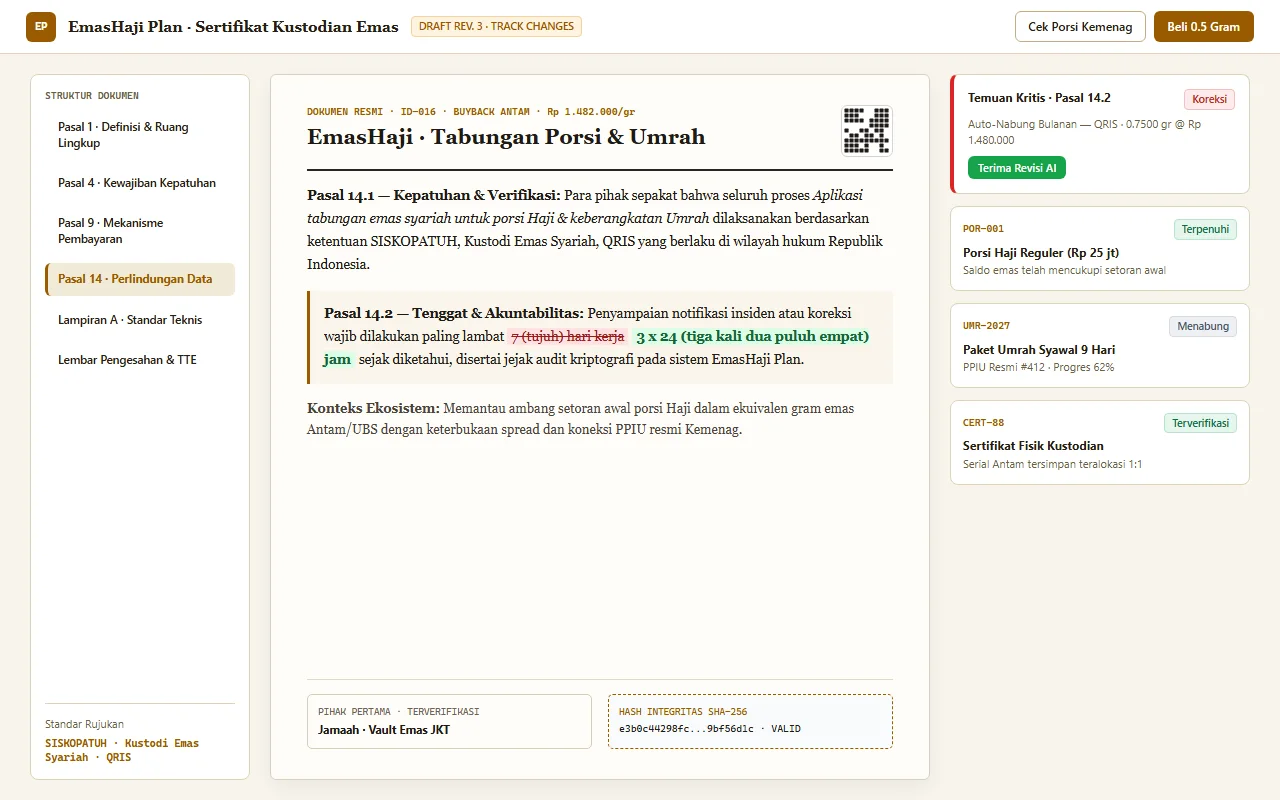 EP
EmasHaji Plan · Sertifikat Kustodian Emas
DRAFT REV. 3 · TRACK CHANGES
Cek Porsi Kemenag
Beli 0.5 Gram
STRUKTUR DOKUMEN
Pasal 1 · Definisi & Ruang
Lingkup
Pasal 4 · Kewajiban Kepatuhan
Pasal 9 · Mekanisme
Pembayaran
Pasal 14 · Perlindungan Data
Lampiran A · Standar Teknis
Lembar Pengesahan & TTE
Standar Rujukan
SISKOPATUH · Kustodi Emas
Syariah · QRIS
DOKUMEN RESMI · ID-016 · BUYBACK ANTAM · Rp 1.482.000/gr
EmasHaji · Tabungan Porsi & Umrah
Pasal 14.1 — Kepatuhan & Verifikasi: Para pihak sepakat bahwa seluruh proses Aplikasi
tabungan emas syariah untuk porsi Haji & keberangkatan Umrah dilaksanakan berdasarkan
ketentuan SISKOPATUH, Kustodi Emas Syariah, QRIS yang berlaku di wilayah hukum Republik
Indonesia.
Pasal 14.2 — Tenggat & Akuntabilitas: Penyampaian notifikasi insiden atau koreksi
wajib dilakukan paling lambat 7 (tujuh) hari kerja 3 x 24 (tiga kali dua puluh empat)
jam sejak diketahui, disertai jejak audit kriptografi pada sistem EmasHaji Plan.
Konteks Ekosistem: Memantau ambang setoran awal porsi Haji dalam ekuivalen gram emas
Antam/UBS dengan keterbukaan spread dan koneksi PPIU resmi Kemenag.
PIHAK PERTAMA · TERVERIFIKASI
Jamaah · Vault Emas JKT
HASH INTEGRITAS SHA-256
e3b0c44298fc...9bf56d1c · VALID
Temuan Kritis · Pasal 14.2
Koreksi
Auto-Nabung Bulanan — QRIS · 0.7500 gr @ Rp
1.480.000
Terima Revisi AI
POR-001
Terpenuhi
Porsi Haji Reguler (Rp 25 jt)
Saldo emas telah mencukupi setoran awal
UMR-2027
Menabung
Paket Umrah Syawal 9 Hari
PPIU Resmi #412 · Progres 62%
CERT-88
Terverifikasi
Sertifikat Fisik Kustodian
Serial Antam tersimpan teralokasi 1:1